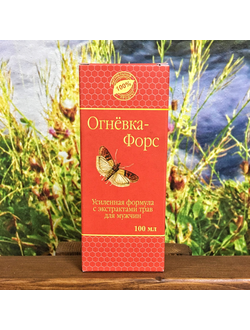 100%
Огнёвка-
Форс
Усиленная формула
с экстрактами трав
для мужчин
100 мл